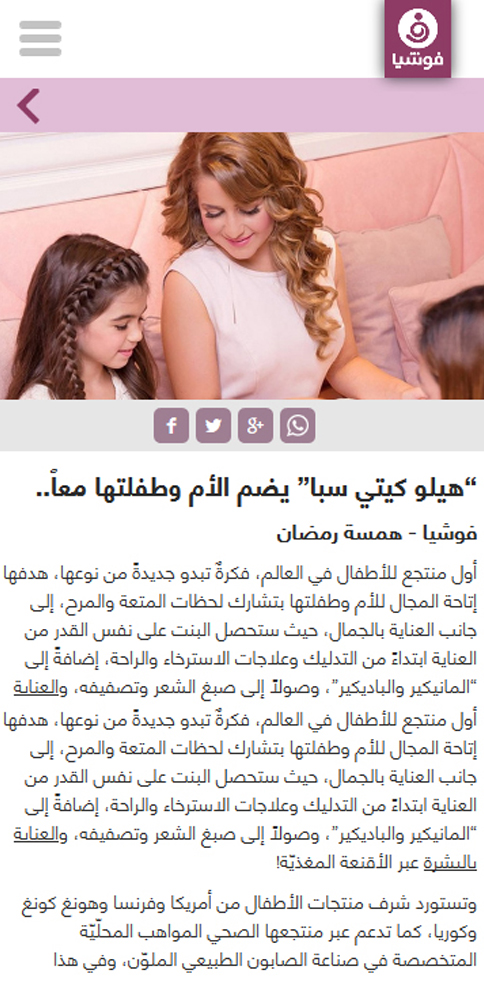 فوشيا
“هيلو كيتي سبا” يضم الأم وطفلتها معاً..
فوشيا - همسة رمضان
أول منتجع للأطفال في العالم، فكرةٌ تبدو جديدةً من نوعها، هدفها
إتاحة المجال للأم وطفلتها بتشارك لحظات المتعة والمرح، إلى
جانب العناية بالجمال، حيث ستحصل البنت على نفس القدر من
العناية ابتداءً من التدليك وعلاجات الاسترخاء والراحة، إضافةً إلى
“المانيكير والباديكير”، وصولاً إلى صبغ الشعر وتصفيفه، والعناية
أول منتجع للأطفال في العالم، فكرةٌ تبدو جديدةً من نوعها، هدفها
إتاحة المجال للأم وطفلتها بتشارك لحظات المتعة والمرح، إلى
جانب العناية بالجمال، حيث ستحصل البنت على نفس القدر من
العناية ابتداءً من التدليك وعلاجات الاسترخاء والراحة، إضافةً إلى
“المانيكير والباديكير”، وصولاً إلى صبغ الشعر وتصفيفه، والعناية
بالبشرة عبر الأقنعة المغذيّة!
وتستورد شرف منتجات الأطفال من أمريكا وفرنسا وهونغ كونغ
وكوريا، كما تدعم عبر منتجعها الصحي المواهب المحلّيّة
المتخصصة في صناعة الصابون الطبيعي الملوّن، وفي هذا